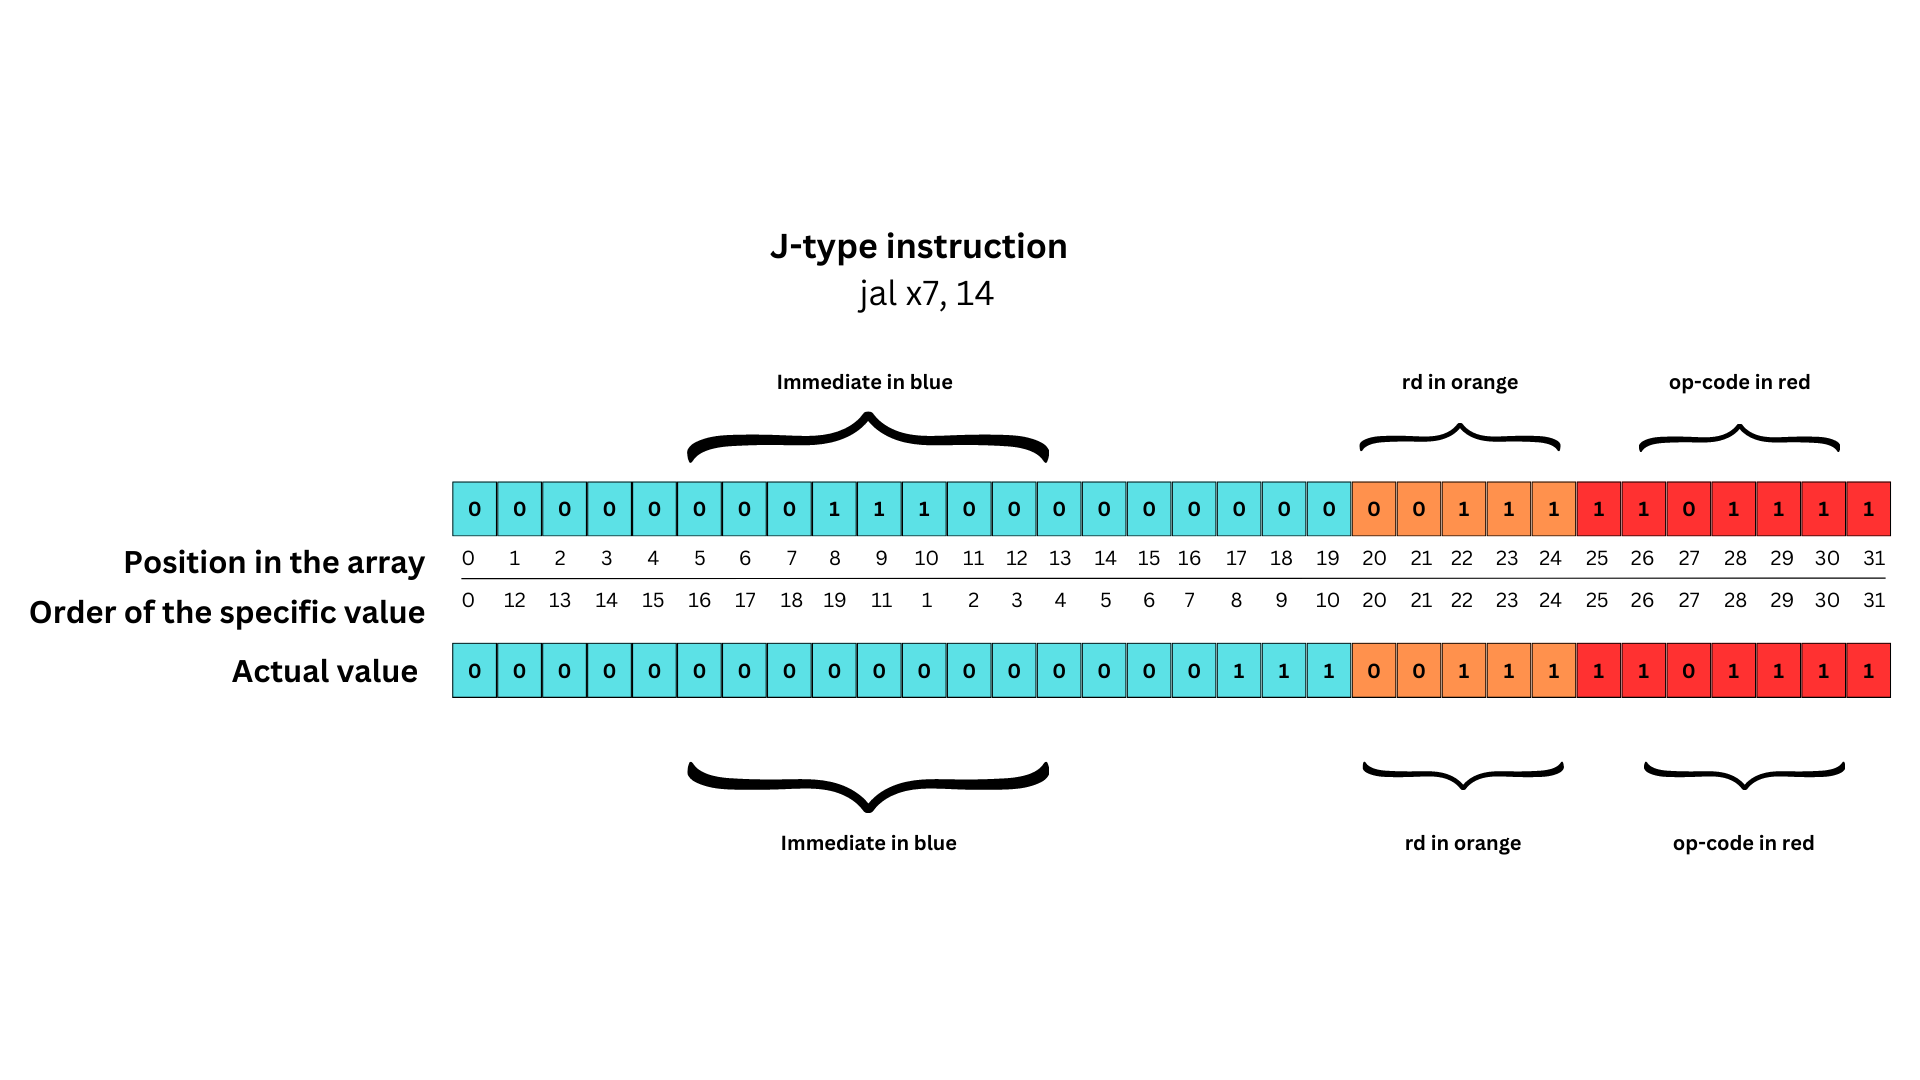 J-type instruction
jal x7, 14
Immediate in blue rd in orange op-code in red
0 0 0 0 0 0 0 0 1 1 1 0 0 0 0 0 0 0 0 0 0 0 1 1 1 1 1 0 1 1 1 1
Position in the array 0 1 2 3 4 5 6 7 8 9 10 11 12 13 14 15 16 17 18 19 20 21 22 23 24 25 26 27 28 29 30 31
Order of the specific value 0 12 13 14 15 16 17 18 19 11 1 2 3 4 5 6 7 8 9 10 20 21 22 23 24 25 26 27 28 29 30 31
Actual value 0 0 0 0 0 0 0 0 0 0 0 0 0 0 0 0 0 1 1 1 0 0 1 1 1 1 1 0 1 1 1 1
Immediate in blue rd in orange op-code in red